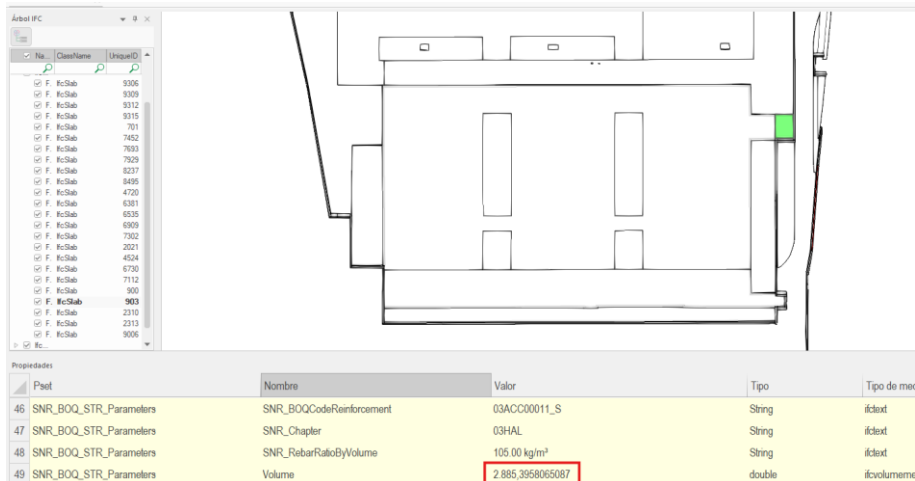 Árbol IFC
Na... ClassName UniqueID
F. IfcSlab 9306
F. IfcSlab 9309
F. IfcSlab 9312
F. IfcSlab 9315
F. IfcSlab 701
F. IfcSlab 7452
F. IfcSlab 7693
F. IfcSlab 7929
F. IfcSlab 8237
F. IfcSlab 8495
F. IfcSlab 4720
F. IfcSlab 6381
F. IfcSlab 6535
F. IfcSlab 6909
F. IfcSlab 7302
F. IfcSlab 2021
F. IfcSlab 4524
F. IfcSlab 6730
F. IfcSlab 7112
F. IfcSlab 900
F. IfcSlab 903
F. IfcSlab 2310
F. IfcSlab 2313
F. IfcSlab 9006
Ifc...
Propiedades
Pset Nombre Valor Tipo Tipo de med
46 SNR_BOQ_STR_Parameters SNR_BOQCodeReinforcement 03ACC00011_S String ifctext
47 SNR_BOQ_STR_Parameters SNR_Chapter 03HAL String ifctext
48 SNR_BOQ_STR_Parameters SNR_RebarRatioByVolume 105.00 kg/m³ String ifctext
49 SNR_BOQ_STR_Parameters Volume 2.885,3958065087 double ifcvolumeme